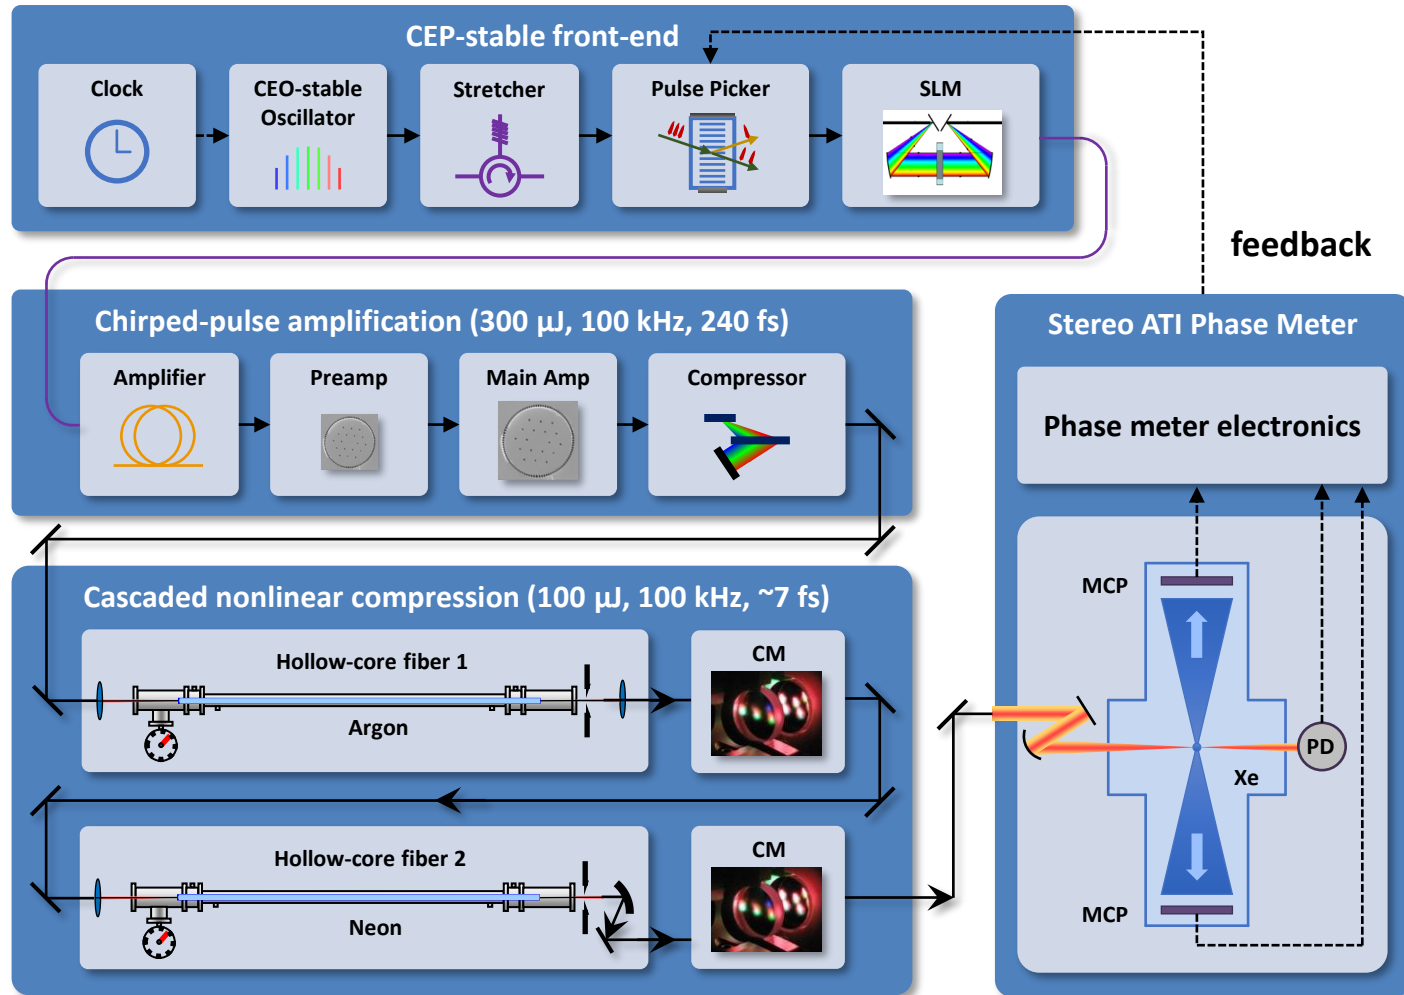 CEP-stable front-end
Clock
CEO-stable
Oscillator
Stretcher
Pulse Picker
SLM
feedback
Chirped-pulse amplification (300 µJ, 100 kHz, 240 fs)
Amplifier
Preamp
Main Amp
Compressor
Stereo ATI Phase Meter
Phase meter electronics
MCP
PD
Xe
MCP
Cascaded nonlinear compression (100 µJ, 100 kHz, ~7 fs)
Hollow-core fiber 1
Argon
CM
Hollow-core fiber 2
Neon
CM